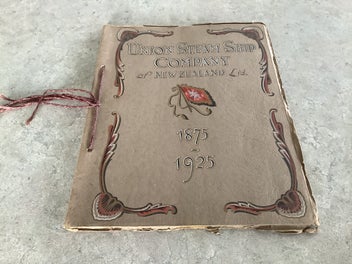 UNION STEAM SHIP
COMPANY
of NEW ZEALAND Ltd.
1875
-
1925